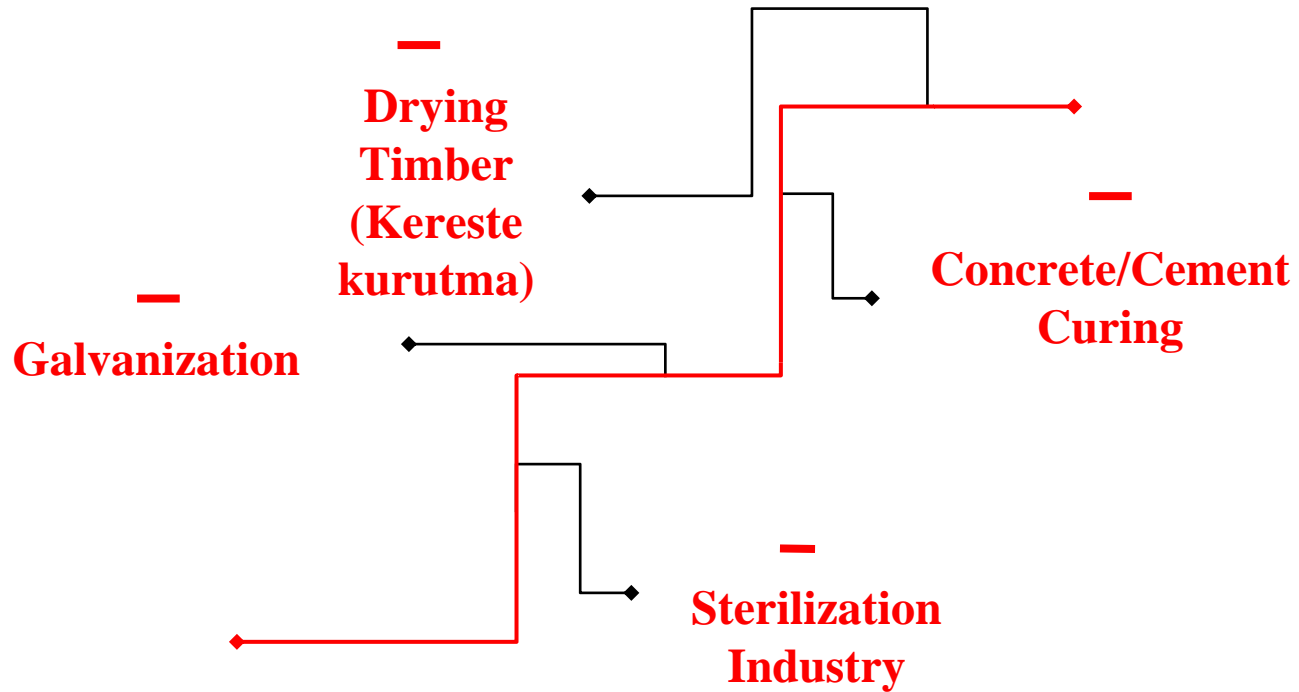 Drying
Timber
(Kereste
kurutma)
Concrete/Cement
Curing
Galvanization
Sterilization
Industry